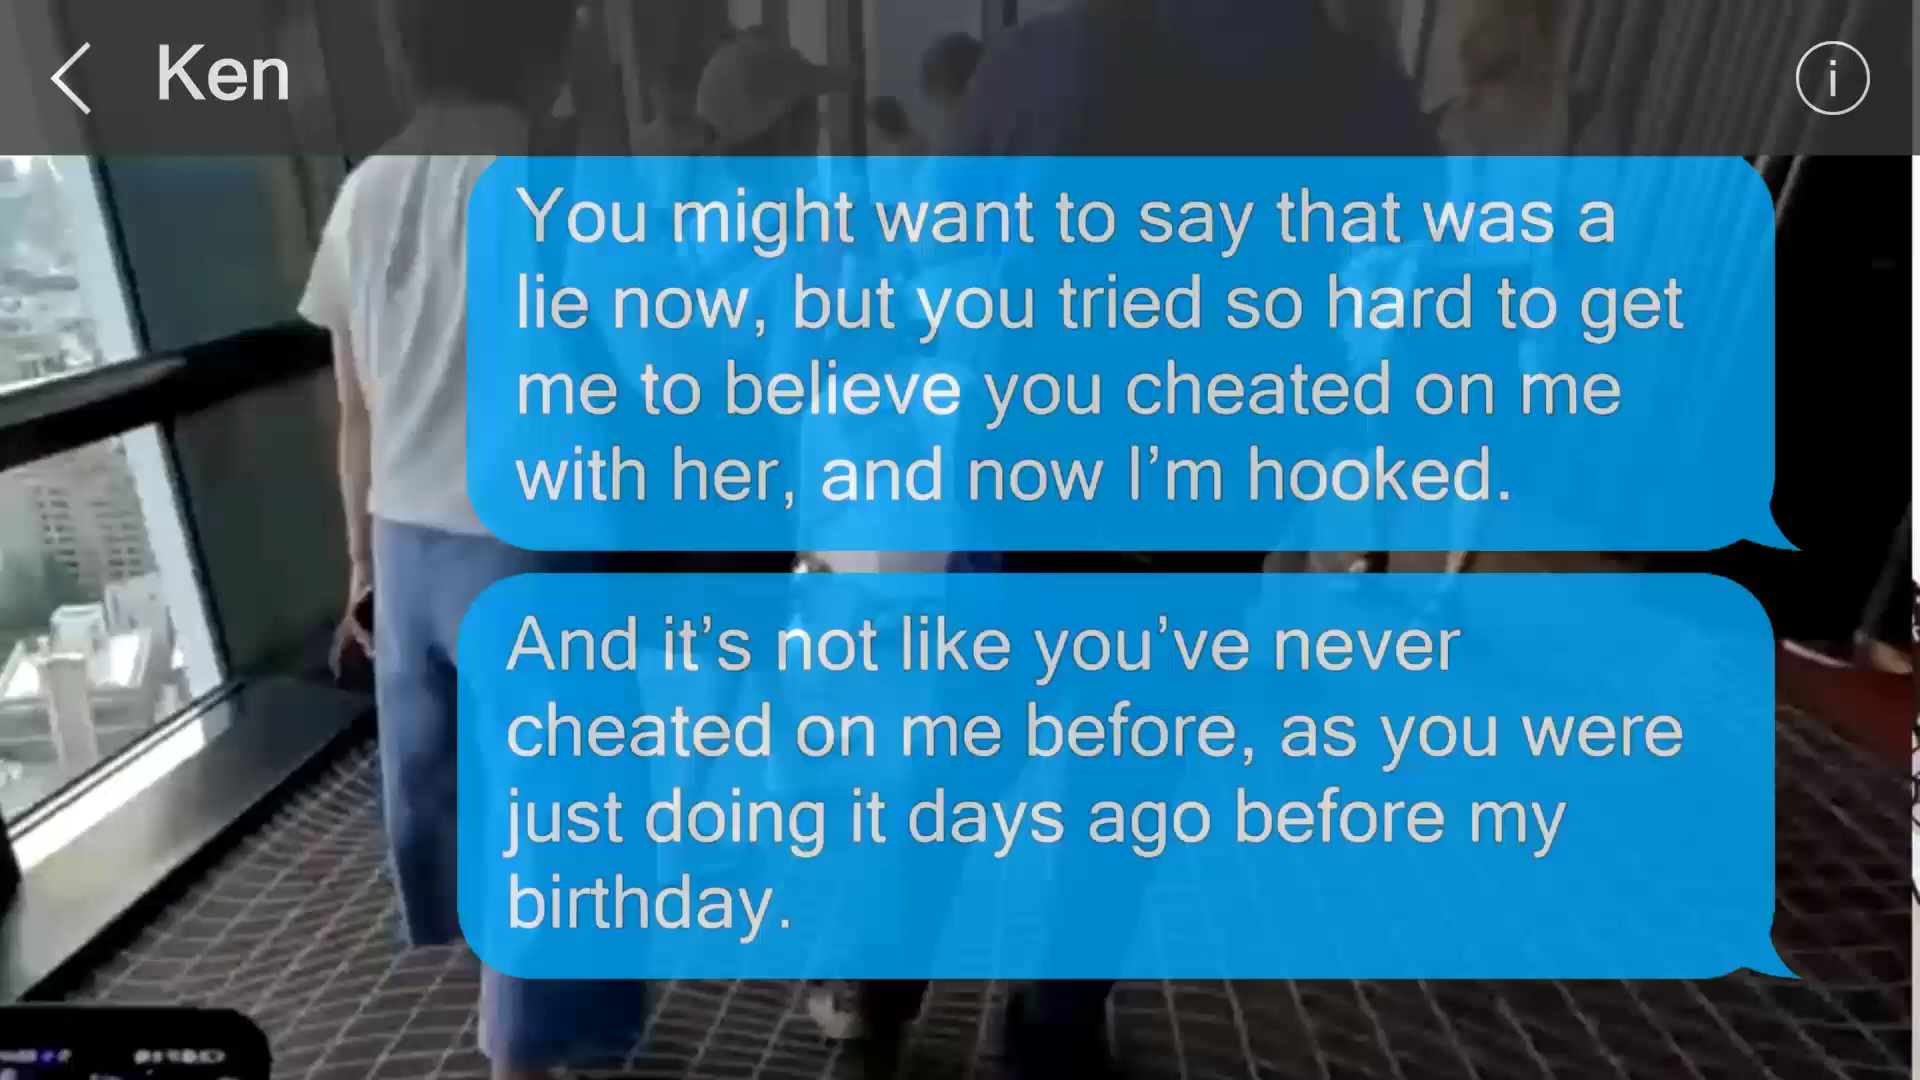 Ken
You might want to say that was a
lie now, but you tried so hard to get
me to believe you cheated on me
with her, and now I’m hooked.
And it’s not like you’ve never
cheated on me before, as you were
just doing it days ago before my
birthday.